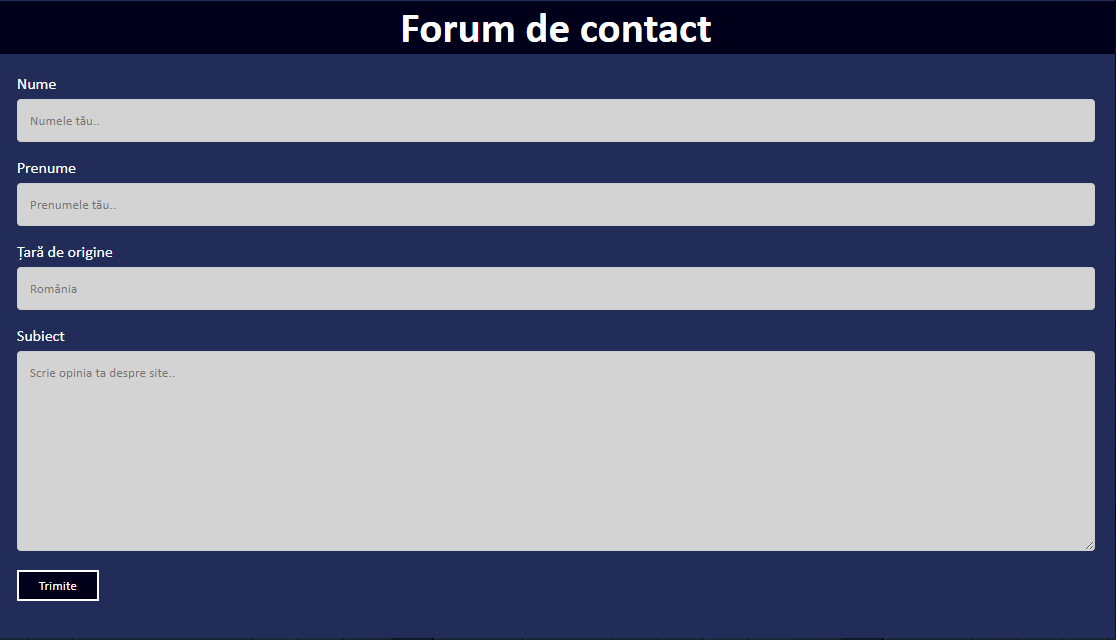 Forum de contact
Nume
Numele tău..
Prenume
Prenumele tău..
Țară de origine
România
Subiect
Scrie opinia ta despre site..
Trimite